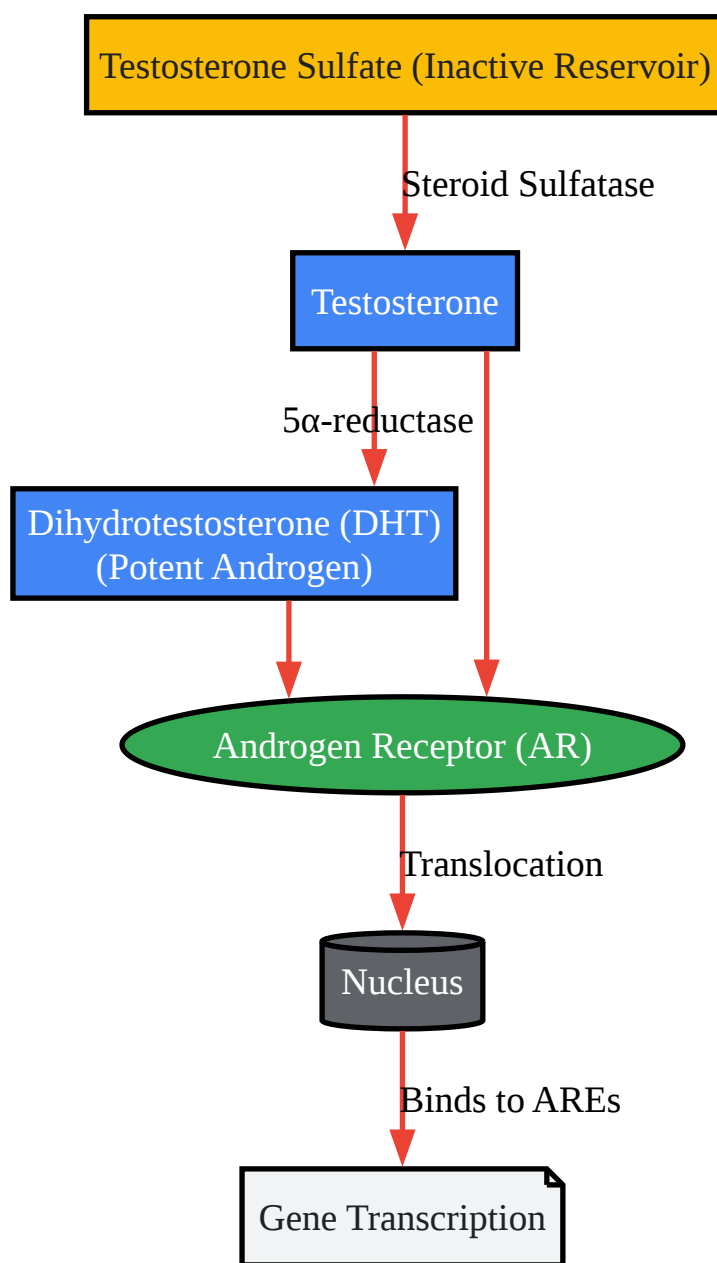 Testosterone Sulfate (Inactive Reservoir)
Steroid Sulfatase
Testosterone
5α-reductase
Dihydrotestosterone (DHT)
(Potent Androgen)
Androgen Receptor (AR)
Translocation
Nucleus
Binds to AREs
Gene Transcription